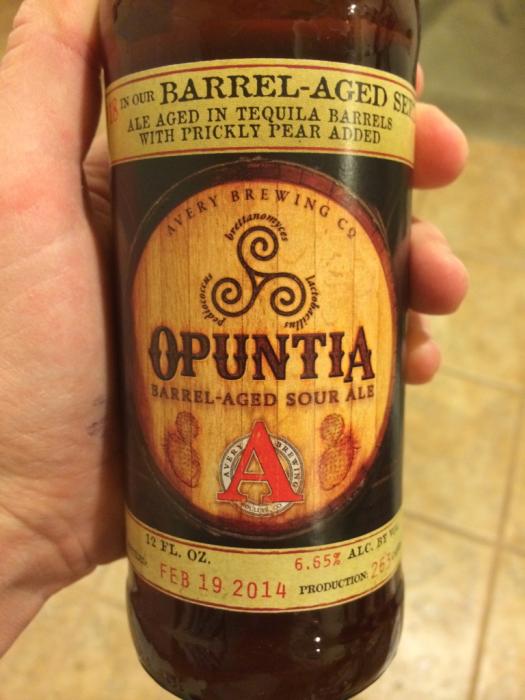 IN OUR BARREL-AGED
ALE AGED IN TEQUILA BARRELS
WITH PRICKLY PEAR ADDED
AVERY BREWING CO
brettanomyces
pediococcus
lactobacillus
OPUNTIA
BARREL-AGED SOUR ALE
AVERY BREWING
A
12 FL. OZ.
6.65% ALC. BY
FEB 19 2014 PRODUCTION: